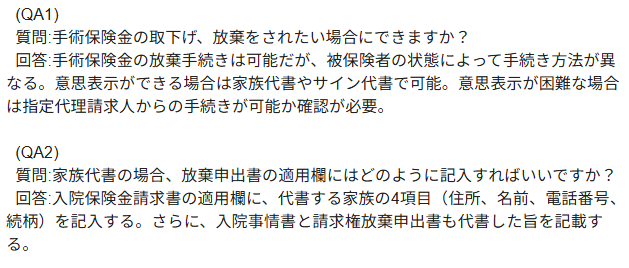 (QA1)
質問:手術保険金の取下げ、放棄をされたい場合にできますか？
回答:手術保険金の放棄手続きは可能だが、被保険者の状態によって手続き方法が異
なる。意思表示ができる場合は家族代書やサイン代書で可能。意思表示が困難な場合
は指定代理請求人からの手続きが可能か確認が必要。
(QA2)
質問:家族代書の場合、放棄申出書の適用欄にはどのように記入すればいいですか？
回答:入院保険金請求書の適用欄に、代書する家族の4項目（住所、名前、電話番号、
続柄）を記入する。さらに、入院事情書と請求権放棄申出書も代書した旨を記載す
る。